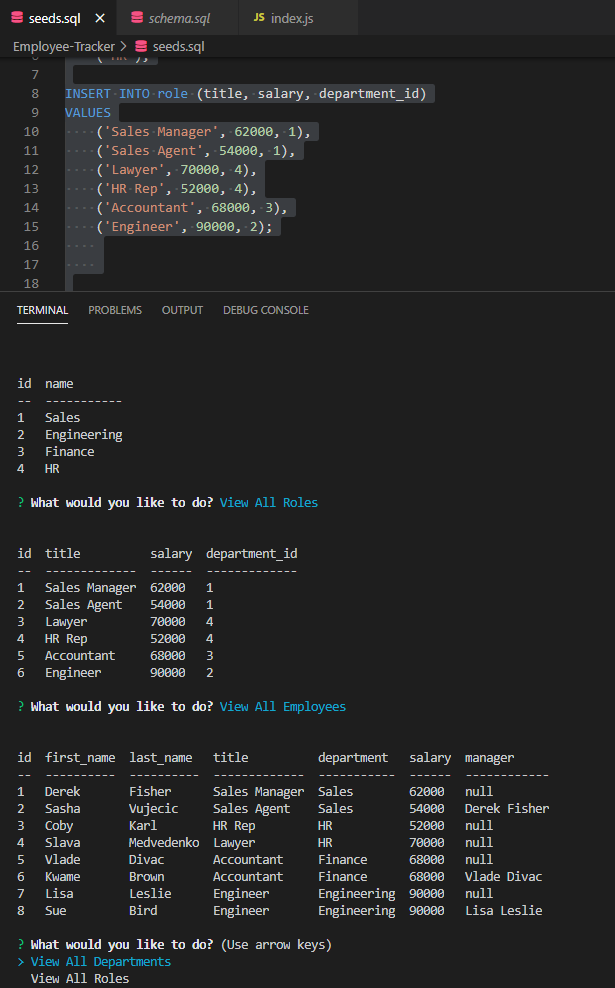 seeds.sql
schema.sql
JS index.js
Employee-Tracker > seeds.sql
7
8 INSERT INTO role (title, salary, department_id)
9 VALUES
10 ('Sales Manager', 62000, 1),
11 ('Sales Agent', 54000, 1),
12 ('Lawyer', 70000, 4),
13 ('HR Rep', 52000, 4),
14 ('Accountant', 68000, 3),
15 ('Engineer', 90000, 2);
16
17
18
TERMINAL PROBLEMS OUTPUT DEBUG CONSOLE
id name
-- -----------
1 Sales
2 Engineering
3 Finance
4 HR
? What would you like to do? View All Roles
id title salary department_id
-- ------------- ------ -------------
1 Sales Manager 62000 1
2 Sales Agent 54000 1
3 Lawyer 70000 4
4 HR Rep 52000 4
5 Accountant 68000 3
6 Engineer 90000 2
? What would you like to do? View All Employees
id first_name last_name title department salary manager
-- ---------- ---------- ------------- ----------- ------ ------------
1 Derek Fisher Sales Manager Sales 62000 null
2 Sasha Vujecic Sales Agent Sales 54000 Derek Fisher
3 Coby Karl HR Rep HR 52000 null
4 Slava Medvedenko Lawyer HR 70000 null
5 Vlade Divac Accountant Finance 68000 null
6 Kwame Brown Accountant Finance 68000 Vlade Divac
7 Lisa Leslie Engineer Engineering 90000 null
8 Sue Bird Engineer Engineering 90000 Lisa Leslie
? What would you like to do? (Use arrow keys)
> View All Departments
View All Roles